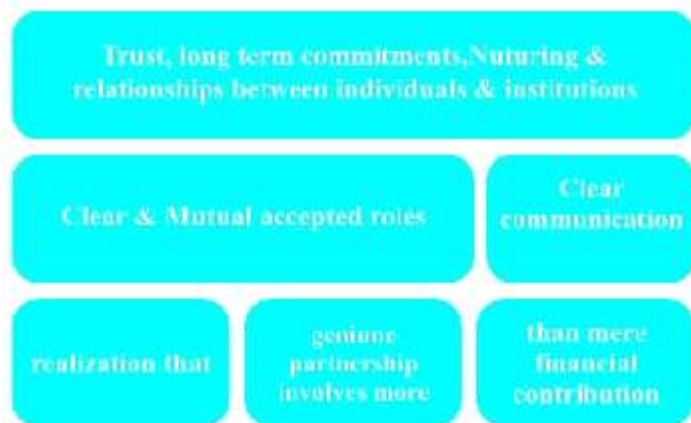 Trust, long term commitments,Nuturing &
relationships between individuals & institutions
Clear & Mutual accepted roles
Clear
communication
realization that
geniune
partnership
involves more
than mere
financial
contribution